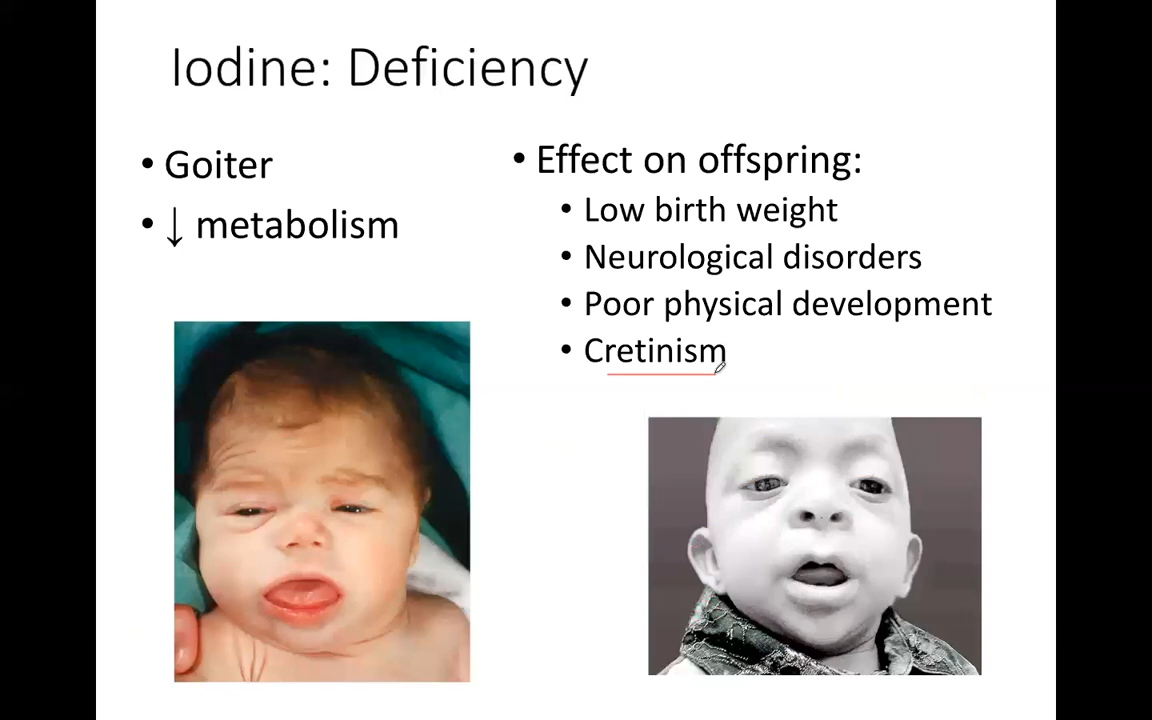 Iodine: Deficiency
• Goiter
• ↓ metabolism
• Effect on offspring:
• Low birth weight
• Neurological disorders
• Poor physical development
• Cretinism